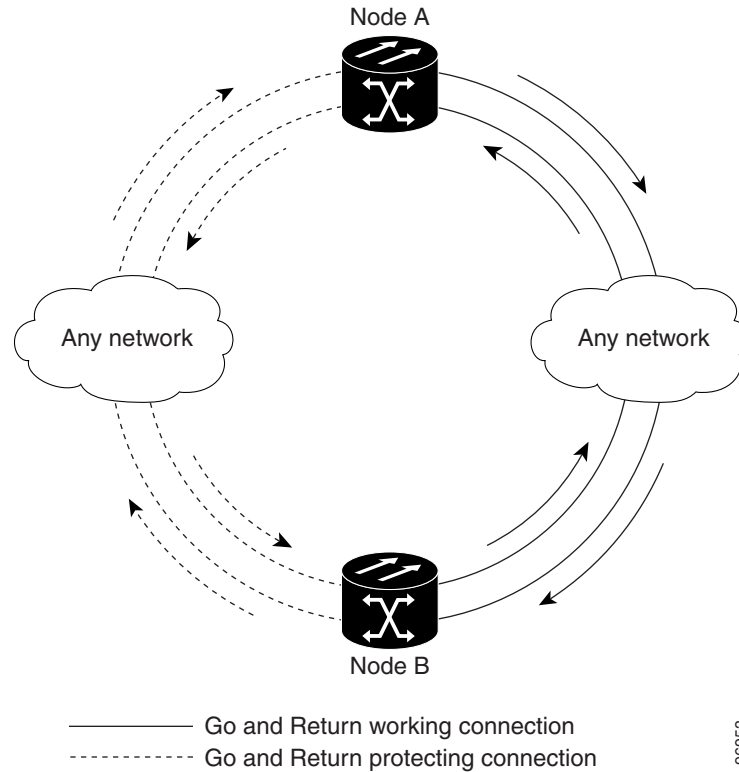 Node A
Any network
Any network
Node B
Go and Return working connection
Go and Return protecting connection